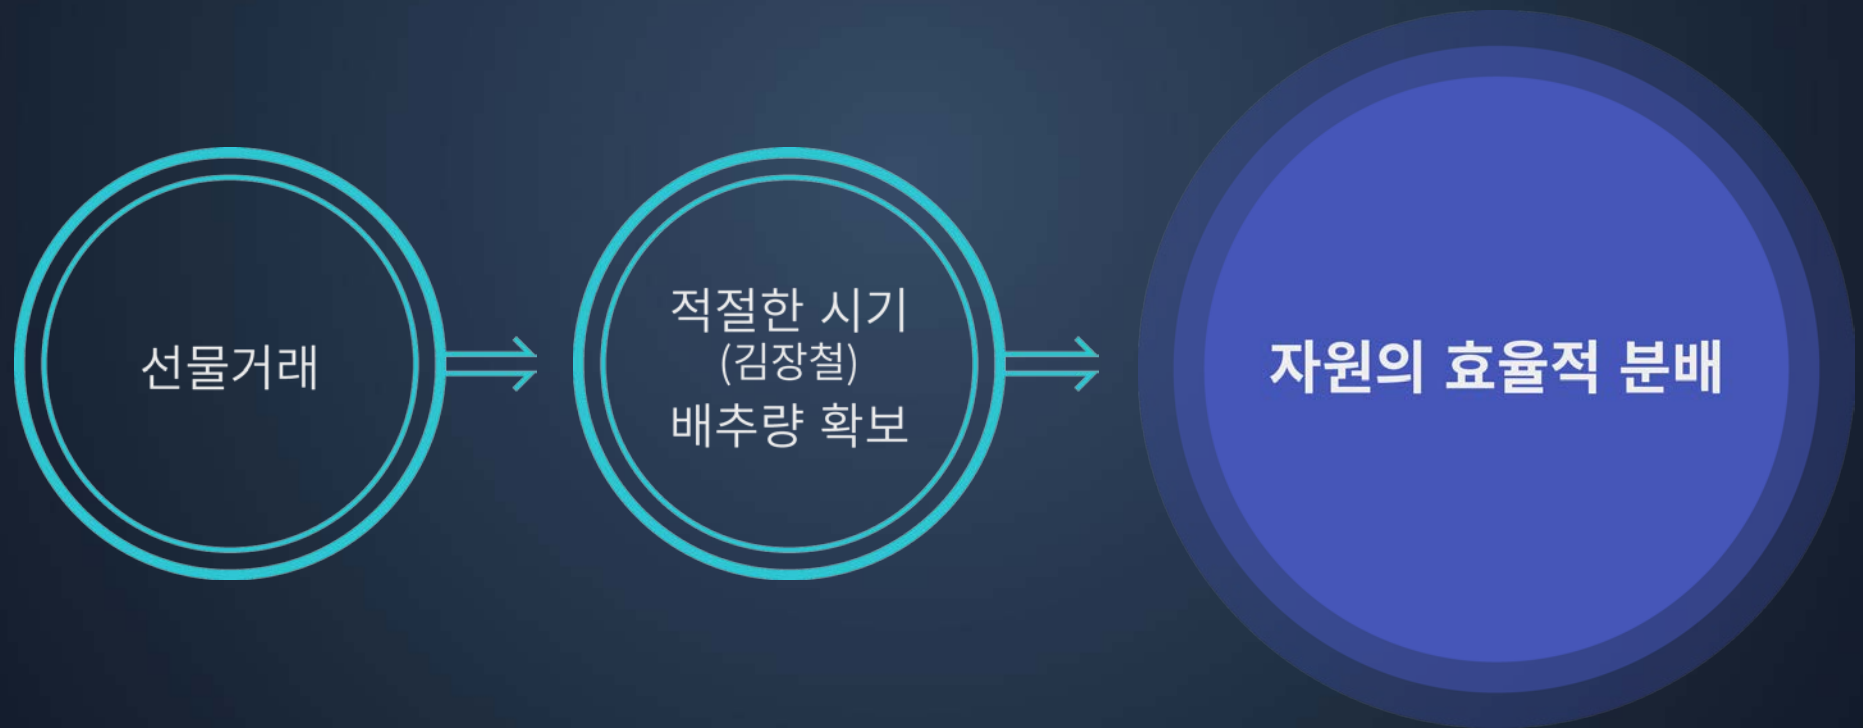 선물거래
적절한 시기
(김장철)
배추량 확보
자원의 효율적 분배